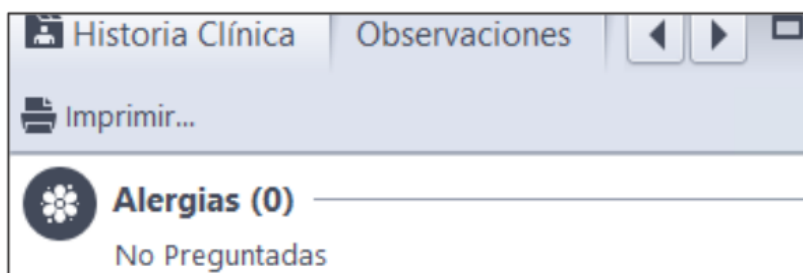 Historia Clínica Observaciones
Imprimir...
Alergias (0)
No Preguntadas